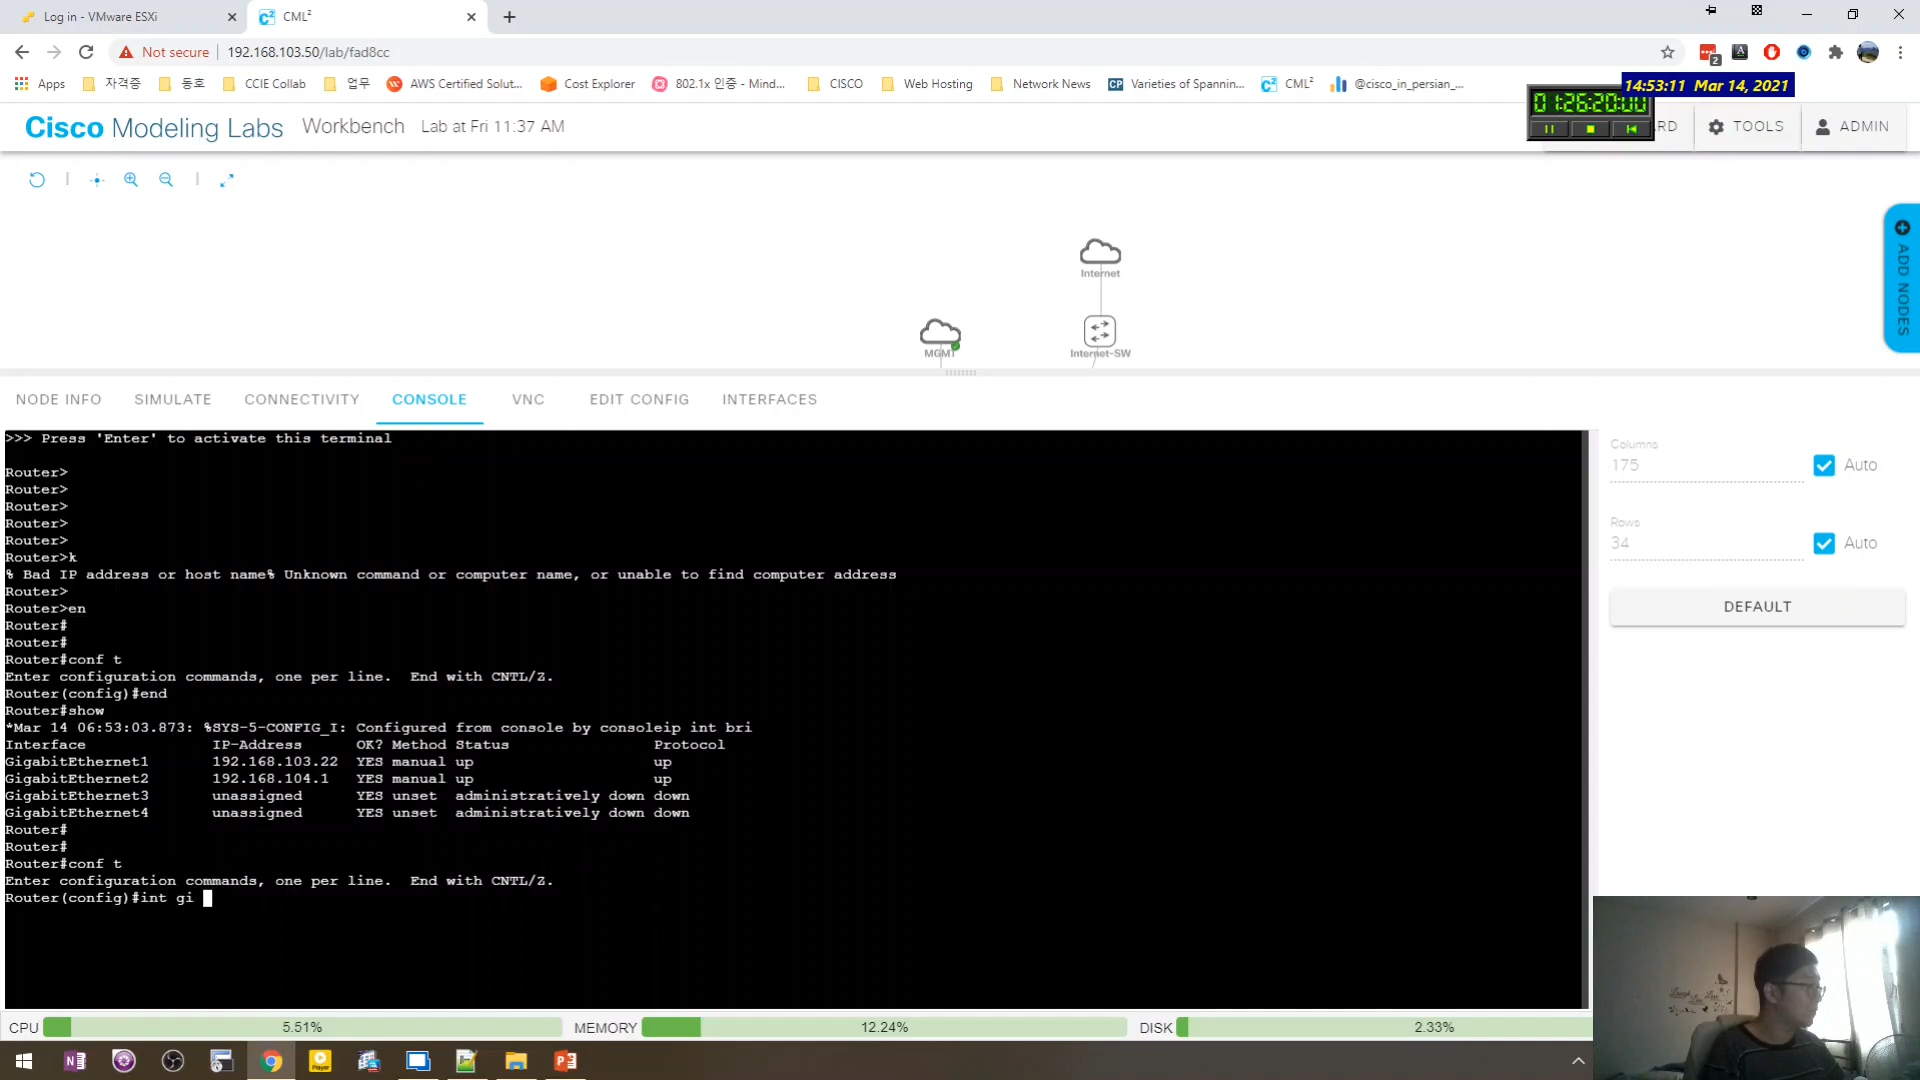 Log in - VMware ESXi
CML²
Not secure
192.168.103.50/lab/fad8cc
2
Apps
자격증
동호
CCIE Collab
업무
AWS Certified Solut...
Cost Explorer
802.1x 인증 - Mind...
CISCO
Web Hosting
Network News
CP
Varieties of Spannin...
CML²
@cisco_in_persian_...
14:53:11 Mar 14, 2021
01:26:20:00
Cisco Modeling Labs
Workbench
Lab at Fri 11:37 AM
RD
TOOLS
ADMIN
Internet
MGMT
Internet-SW
ADD NODES
NODE INFO
SIMULATE
CONNECTIVITY
CONSOLE
VNC
EDIT CONFIG
INTERFACES
>>> Press 'Enter' to activate this terminal
Router>
Router>
Router>
Router>
Router>
Router>k
% Bad IP address or host name% Unknown command or computer name, or unable to find computer address
Router>
Router>en
Router#
Router#
Router#conf t
Enter configuration commands, one per line.  End with CNTL/Z.
Router(config)#end
Router#show
*Mar 14 06:53:03.873: %SYS-5-CONFIG_I: Configured from console by consoleip int bri
Interface IP-Address OK? Method Status Protocol
GigabitEthernet1 192.168.103.22 YES manual up up
GigabitEthernet2 192.168.104.1 YES manual up up
GigabitEthernet3 unassigned YES unset administratively down down
GigabitEthernet4 unassigned YES unset administratively down down
Router#
Router#
Router#conf t
Enter configuration commands, one per line.  End with CNTL/Z.
Router(config)#int gi
Columns
175
Auto
Rows
34
Auto
DEFAULT
CPU
5.51%
MEMORY
12.24%
DISK
2.33%